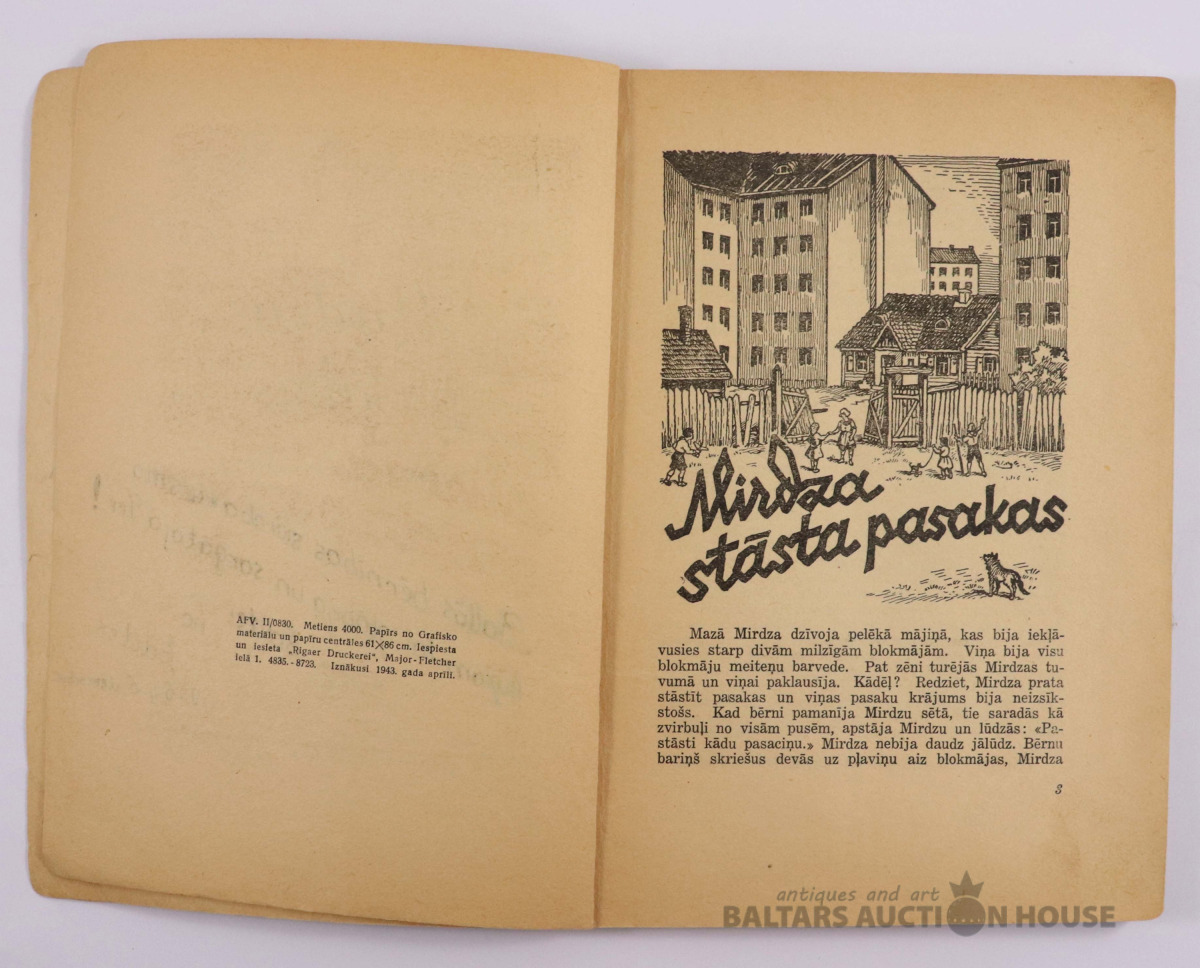 AFV. II/0830. Metiens 4000. Papīrs no Grafisko
materiālu un papīru centrāles 61×86 cm. Iespiesta
un iesieta „Rigaer Druckerei“, Major-Fletcher
ielā 1. 4835.-8723. Iznākusi 1943. gada aprīlī.
Mirdza
stāsta pasakas
Mazā Mirdza dzīvoja pelēkā mājiņā, kas bija iekļā-
vusies starp divām milzīgām blokmājām. Viņa bija visu
blokmāju meiteņu barvede. Pat zēni turējās Mirdzas tu-
vumā un viņai paklausīja. Kādēļ? Redziet, Mirdza prata
stāstīt pasakas un viņas pasaku krājums bija neizsīk-
stošs. Kad bērni pamanīja Mirdzu sētā, tie saradās kā
zvirbuļi no visām pusēm, apstāja Mirdzu un lūdzās: «Pa-
stāsti kādu pasaciņu.» Mirdza nebija daudz jālūdz. Bērnu
bariņš skriešus devās uz pļaviņu aiz blokmājas, Mirdza
3
antiques and art
BALTARS AUCTION HOUSE